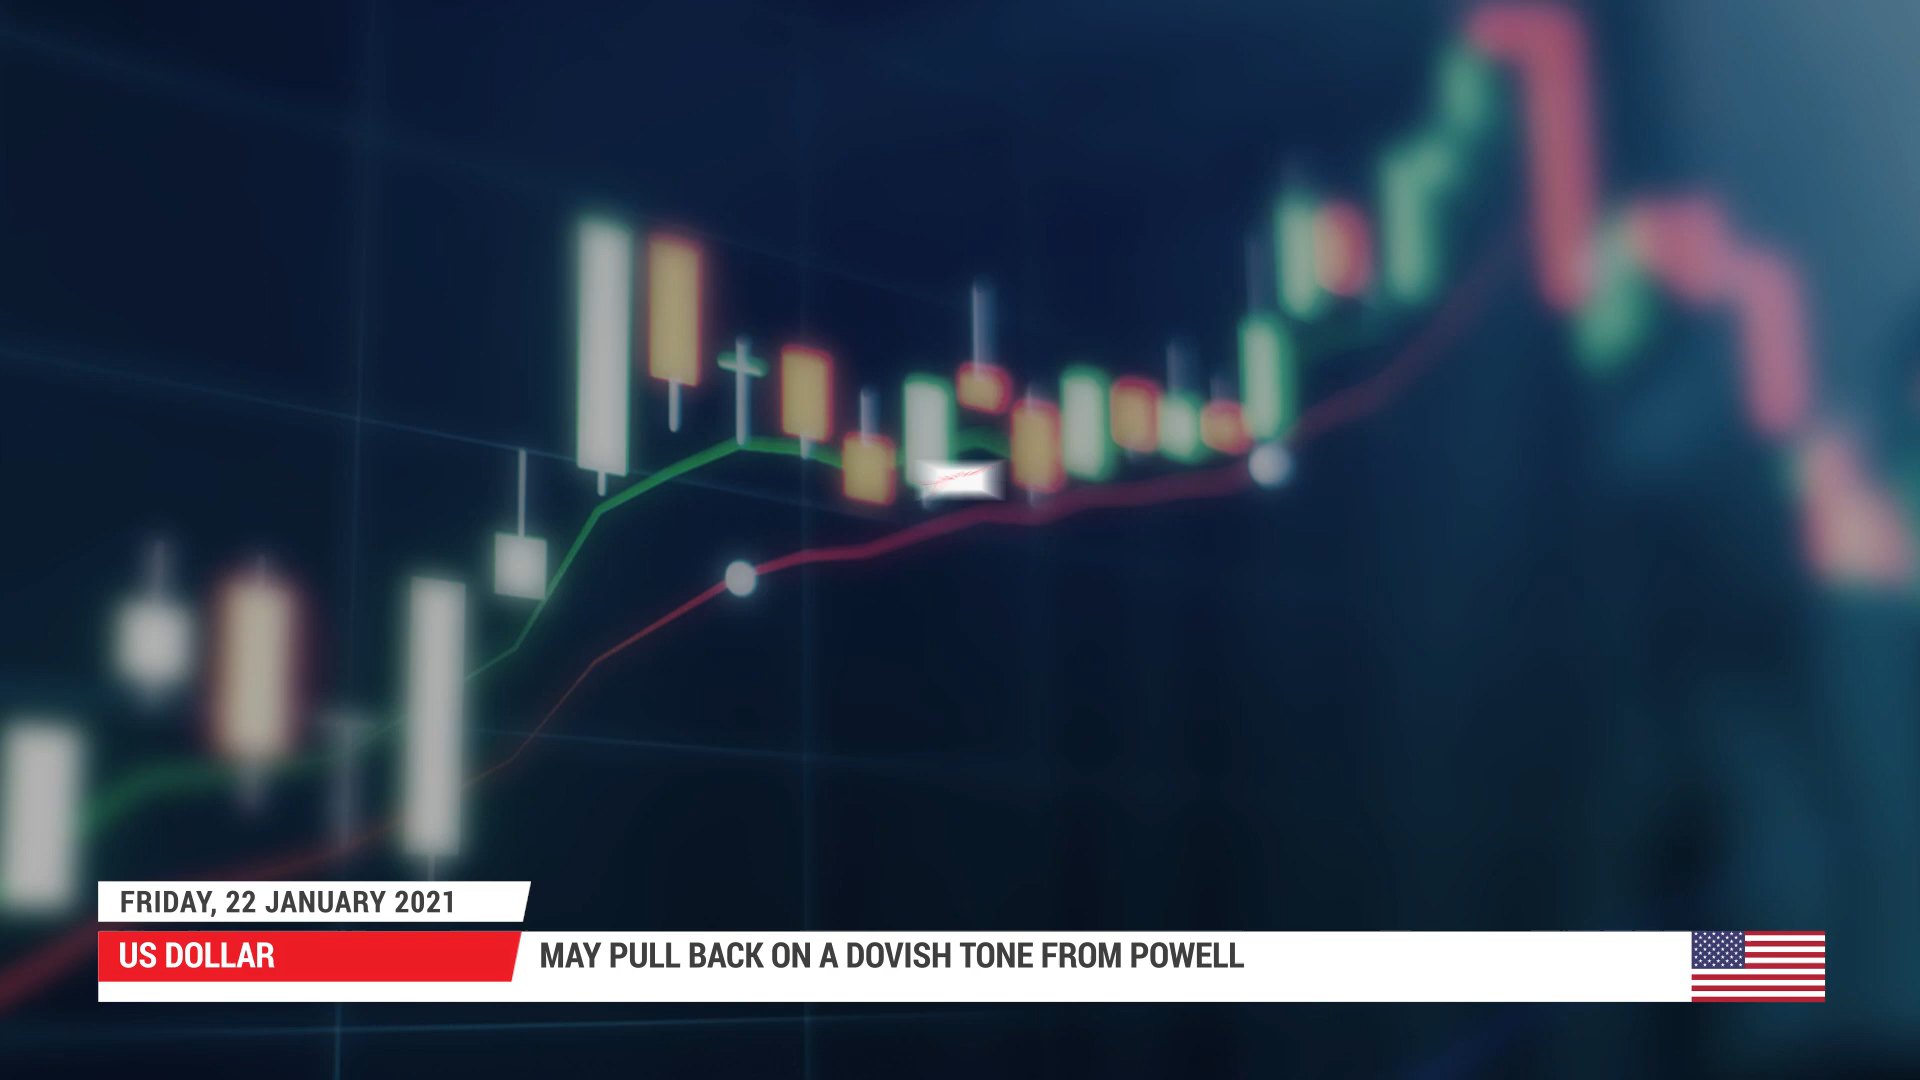 FRIDAY, 22 JANUARY 2021
US DOLLAR
MAY PULL BACK ON A DOVISH TONE FROM POWELL